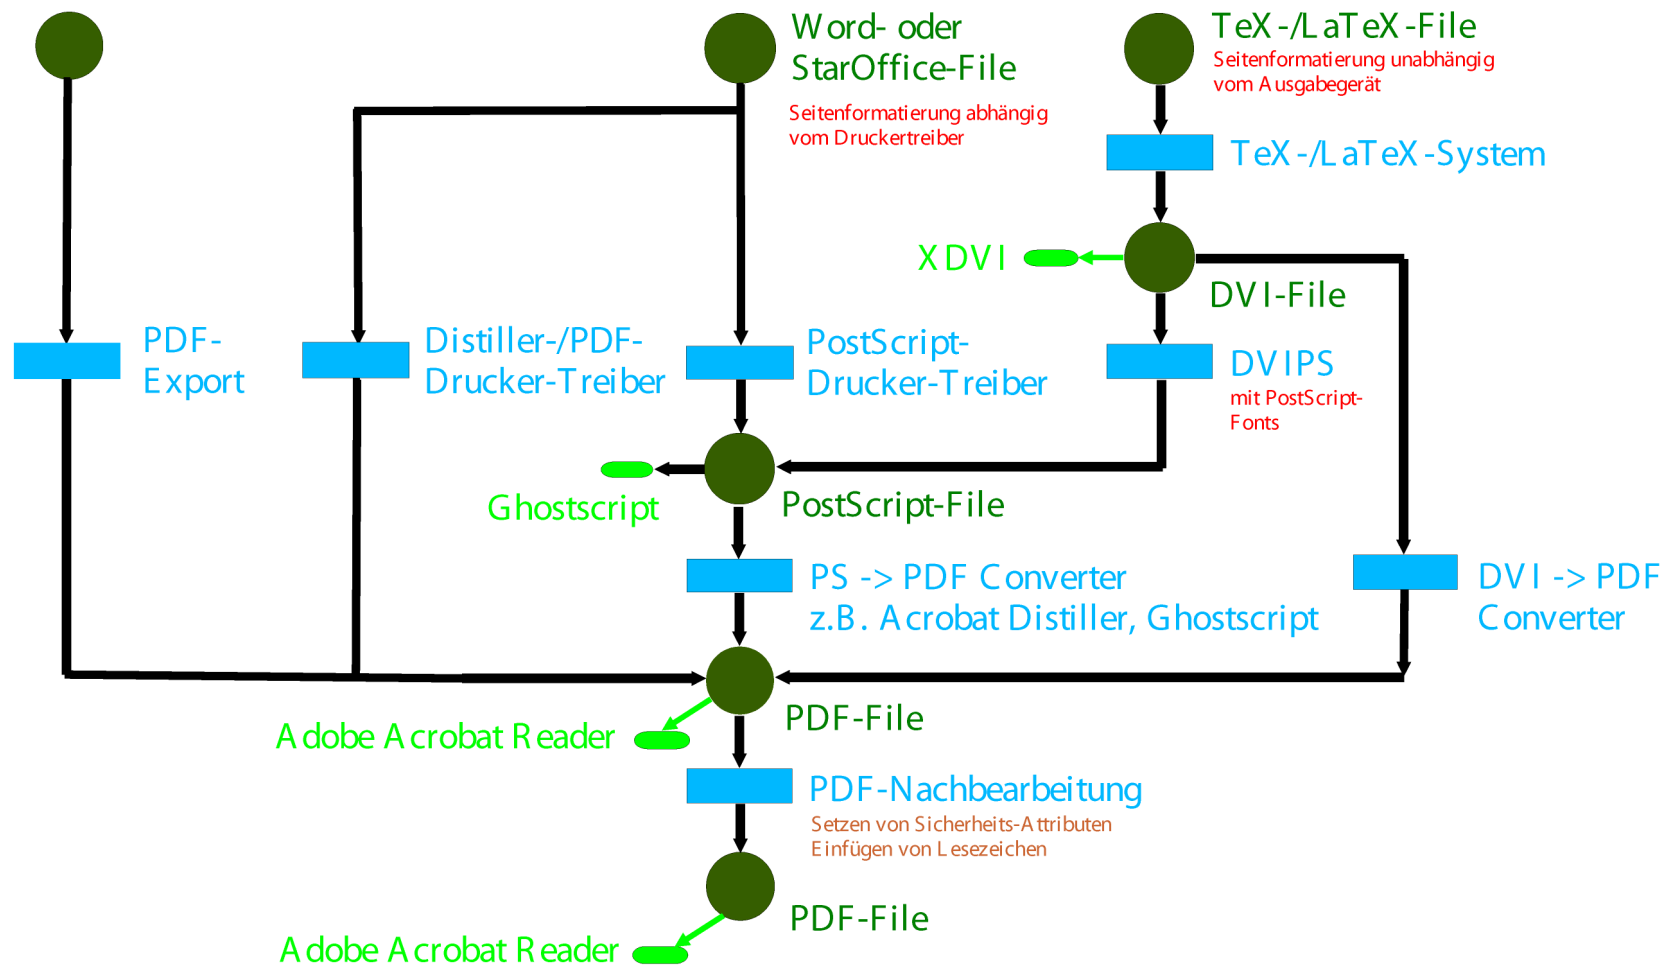 Word- oder
StarOffice-File
Seitenformatierung abhängig
vom Druckertreiber
TeX-/LaTeX-File
Seitenformatierung unabhängig
vom Ausgabegerät
TeX-/LaTeX-System
XDVI
DVI-File
PDF-
Export
Distiller-/PDF-
Drucker-Treiber
PostScript-
Drucker-Treiber
DVIPS
mit PostScript-
Fonts
Ghostscript
PostScript-File
PS -> PDF Converter
z.B. Acrobat Distiller, Ghostscript
DVI -> PDF
Converter
Adobe Acrobat Reader
PDF-File
PDF-Nachbearbeitung
Setzen von Sicherheits-Attributen
Einfügen von Lesezeichen
PDF-File
Adobe Acrobat Reader